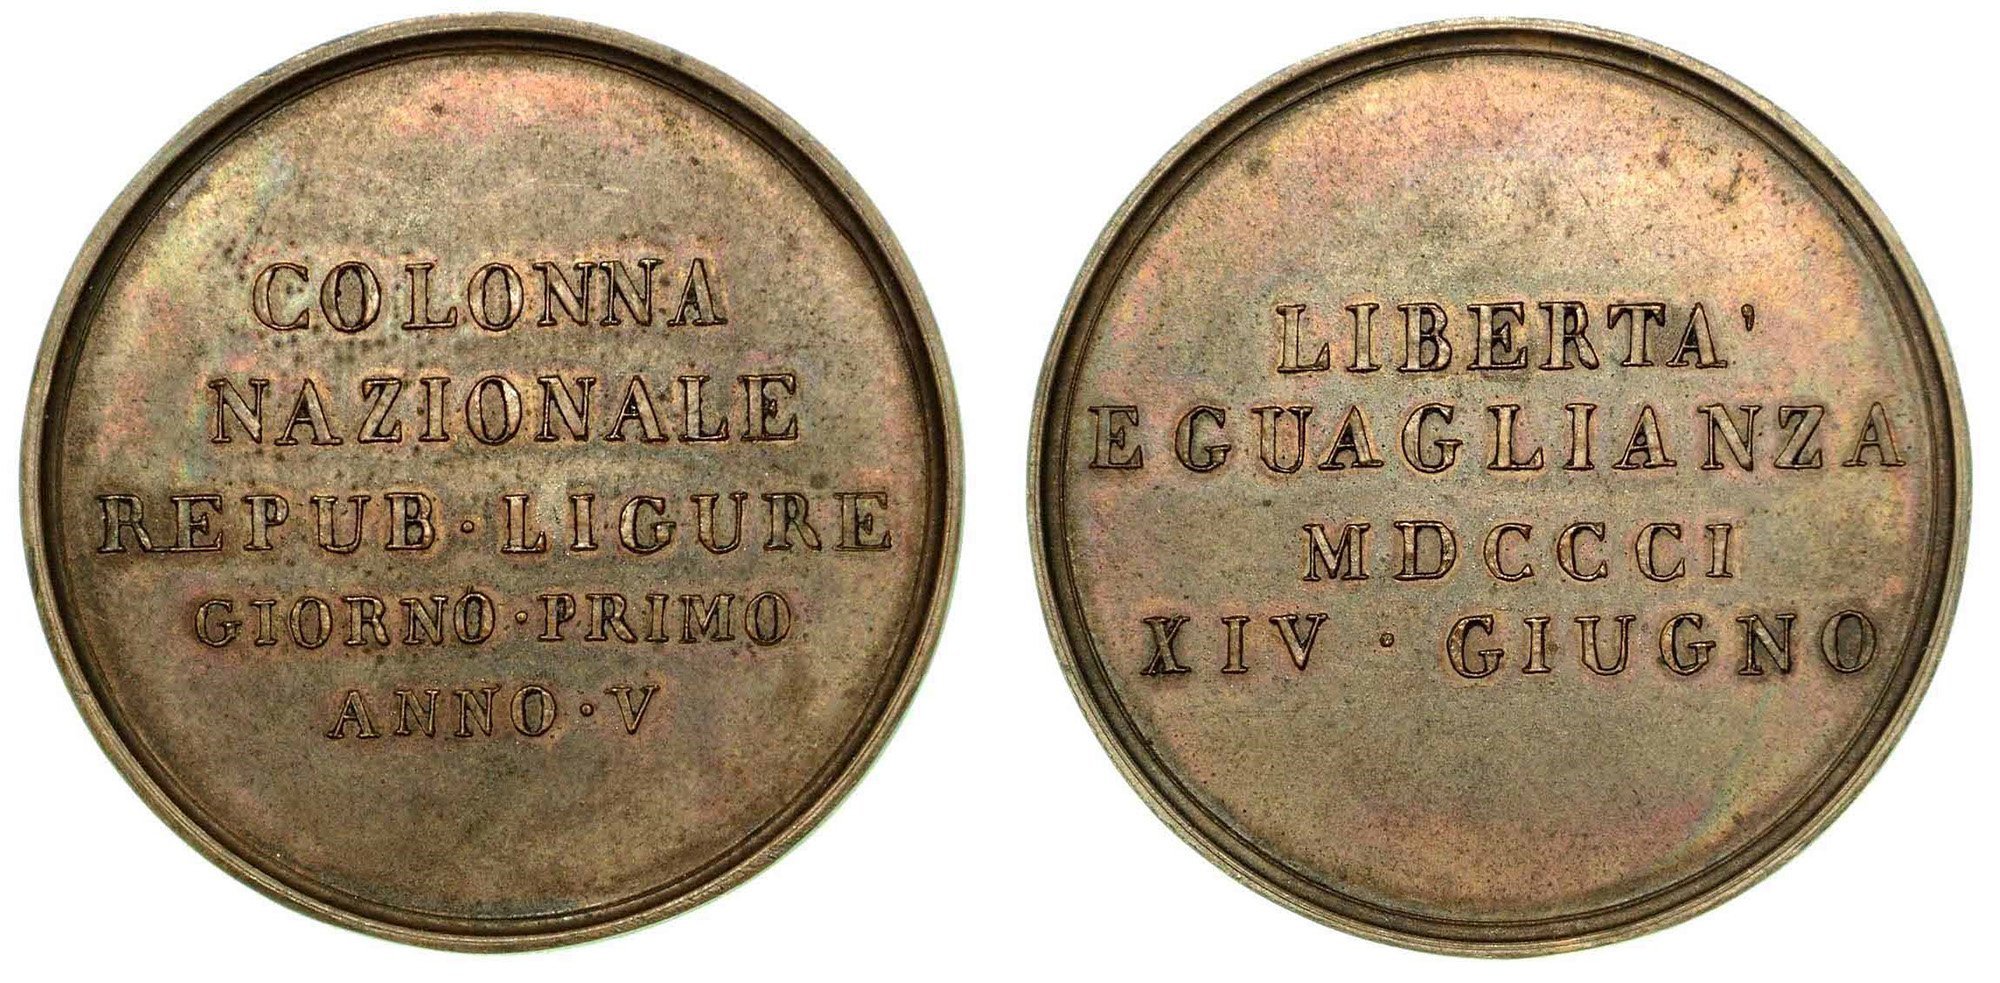 COLONNA
NAZIONALE
REPUB · LIGURE
GIORNO · PRIMO
ANNO · V
LIBERTA'
EGUAGLIANZA
MDCCCI
XIV · GIUGNO